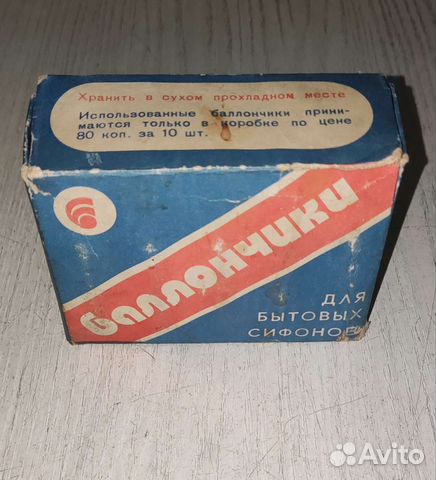 Хранить в сухом прохладном месте
Использованные баллончики прини-
маются только в коробке по цене
80 коп. за 10 шт.
баллончики
ДЛЯ
БЫТОВЫХ
СИФОНОВ
Avito